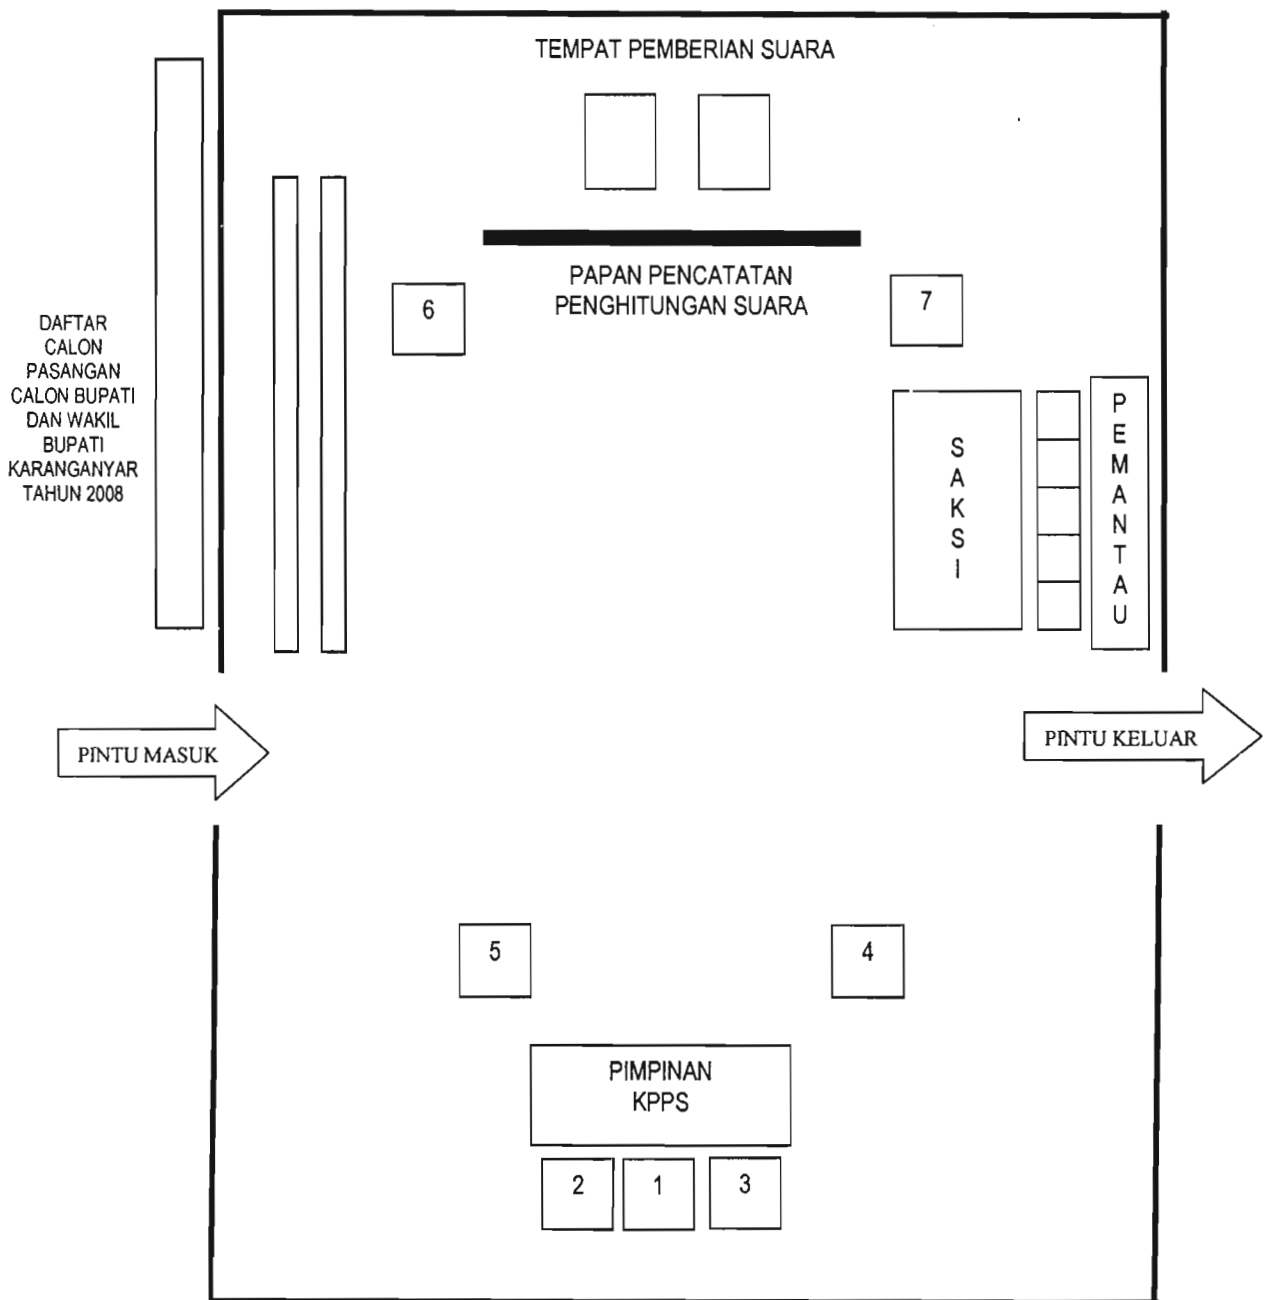 TEMPAT PEMBERIAN SUARA
PAPAN PENCATATAN
PENGHITUNGAN SUARA
6
7
DAFTAR
CALON
PASANGAN
CALON BUPATI
DAN WAKIL
BUPATI
KARANGANYAR
TAHUN 2008
S
A
K
S
I
P
E
M
A
N
T
A
U
PINTU MASUK
PINTU KELUAR
5
4
PIMPINAN
KPPS
2
1
3